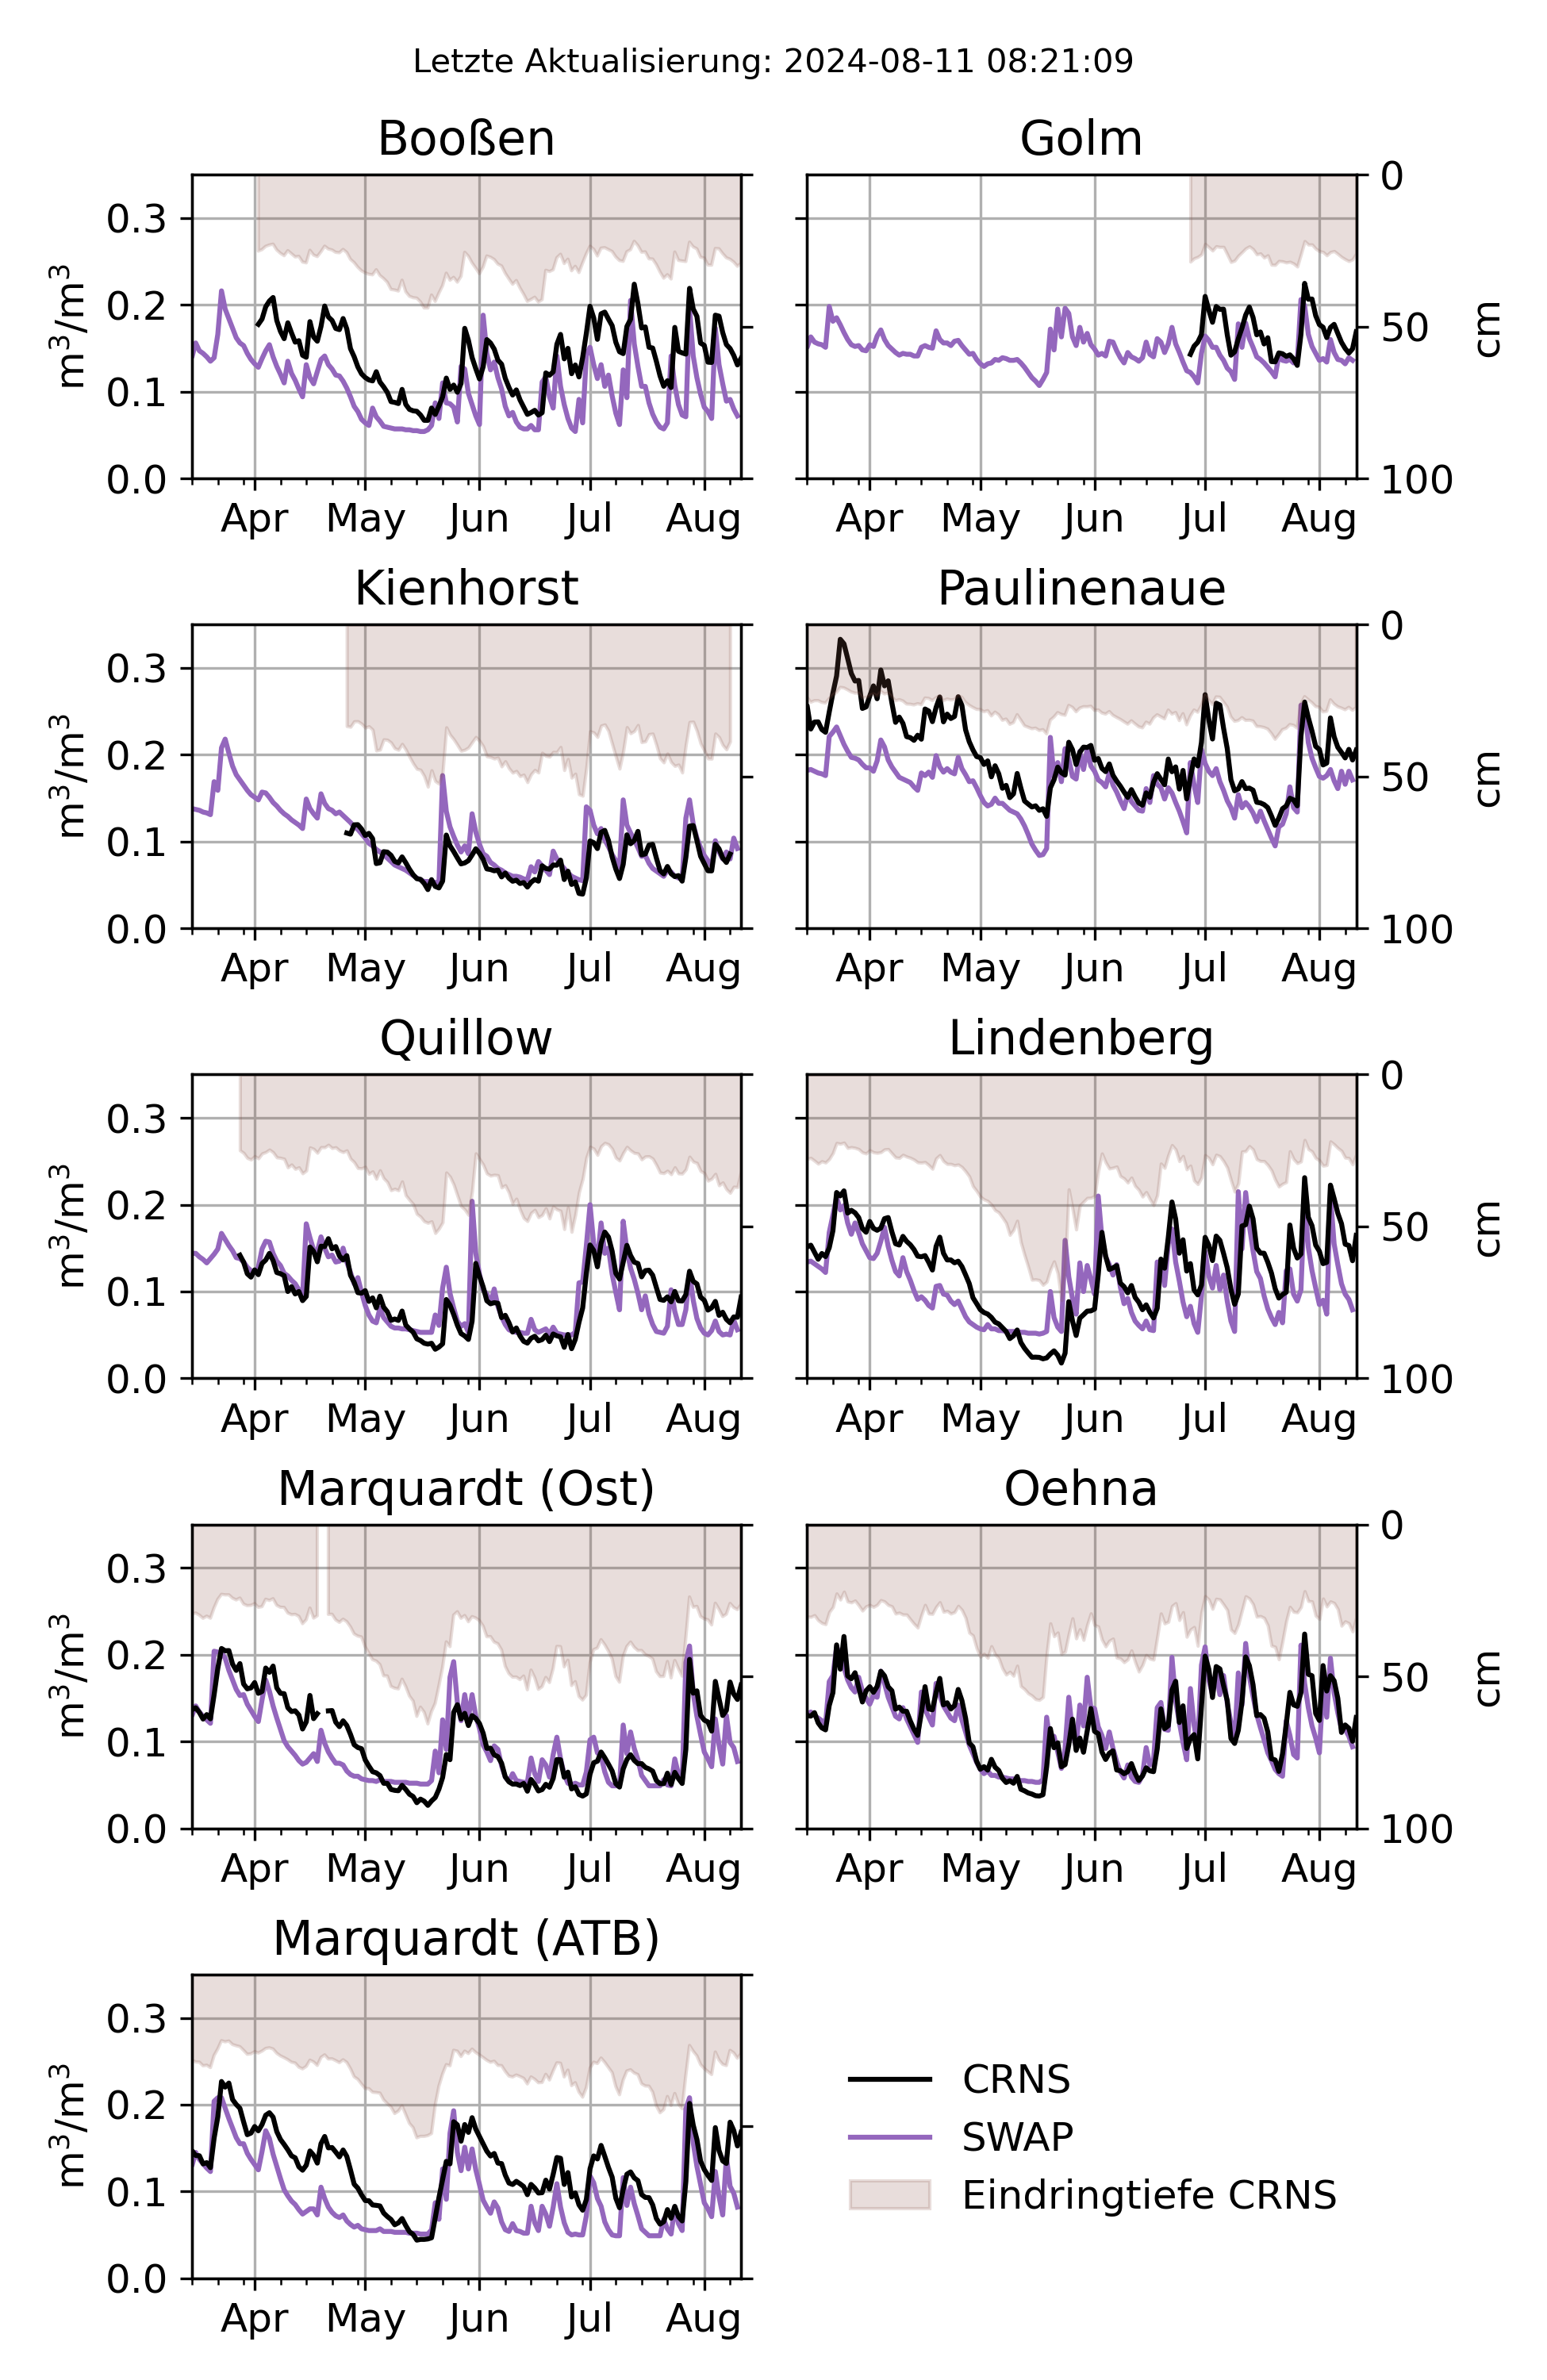 Letzte Aktualisierung: 2024-08-11 08:21:09
Booßen
Golm
0.3
0.2
0.1
0.0
m³/m³
Apr May Jun Jul Aug
Apr May Jun Jul Aug
0
50
100
cm
Kienhorst
Paulinenaue
0.3
0.2
0.1
0.0
m³/m³
Apr May Jun Jul Aug
Apr May Jun Jul Aug
0
50
100
cm
Quillow
Lindenberg
0.3
0.2
0.1
0.0
m³/m³
Apr May Jun Jul Aug
Apr May Jun Jul Aug
0
50
100
cm
Marquardt (Ost)
Oehna
0.3
0.2
0.1
0.0
m³/m³
Apr May Jun Jul Aug
Apr May Jun Jul Aug
0
50
100
cm
Marquardt (ATB)
0.3
0.2
0.1
0.0
m³/m³
Apr May Jun Jul Aug
CRNS
SWAP
Eindringtiefe CRNS